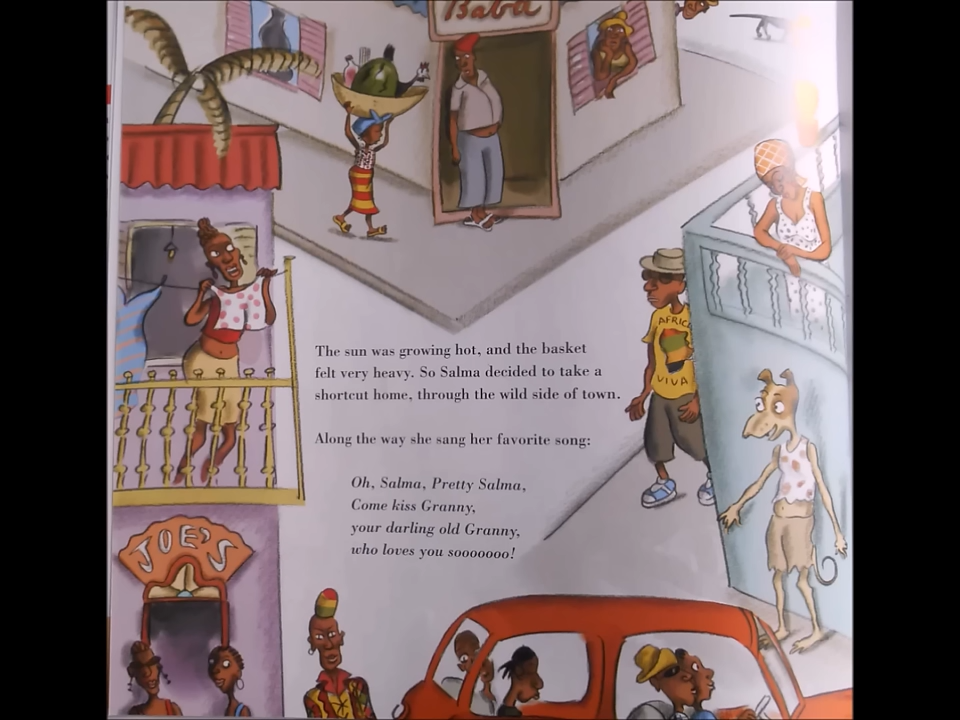 Baba
The sun was growing hot, and the basket
felt very heavy. So Salma decided to take a
shortcut home, through the wild side of town.
Along the way she sang her favorite song:
Oh, Salma, Pretty Salma,
Come kiss Granny,
your darling old Granny,
who loves you sooooooo!
AFRIC
VIVA
JOE'S